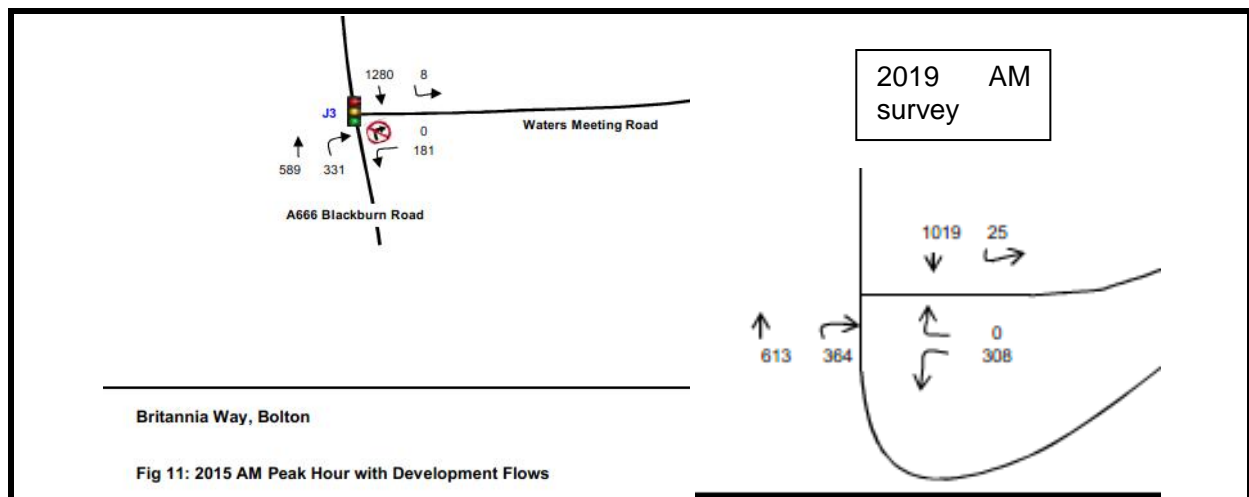 1280 8
J3
Waters Meeting Road
0
181
589 331
A666 Blackburn Road
Britannia Way, Bolton
Fig 11: 2015 AM Peak Hour with Development Flows
2019 AM
survey
1019 25
0
613 364 308